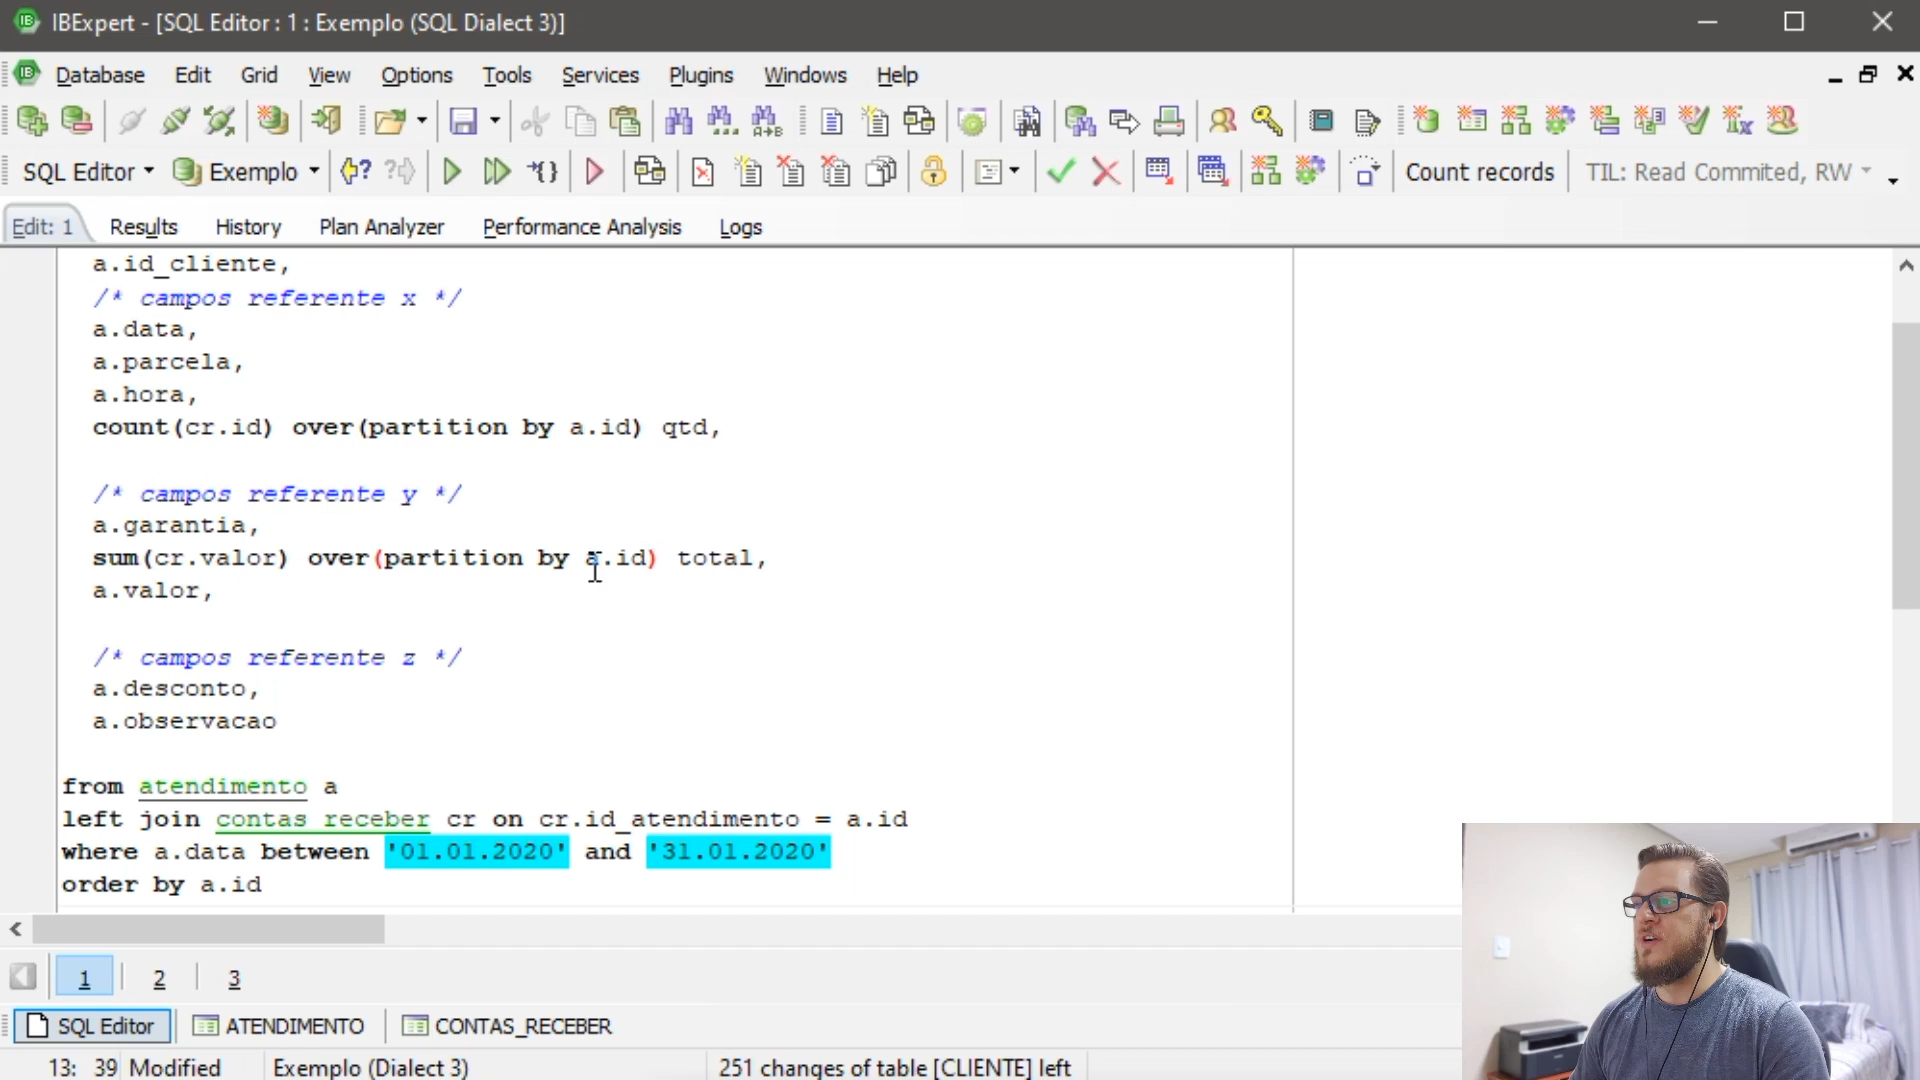 IBExpert - [SQL Editor : 1 : Exemplo (SQL Dialect 3)]
Database Edit Grid View Options Tools Services Plugins Windows Help
SQL Editor Exemplo Count records TIL: Read Commited, RW
Edit: 1 Results History Plan Analyzer Performance Analysis Logs
a.id_cliente,
/* campos referente x */
a.data,
a.parcela,
a.hora,
count(cr.id) over(partition by a.id) qtd,
/* campos referente y */
a.garantia,
sum(cr.valor) over(partition by a.id) total,
a.valor,
/* campos referente z */
a.desconto,
a.observacao
from atendimento a
left join contas_receber cr on cr.id_atendimento = a.id
where a.data between '01.01.2020' and '31.01.2020'
order by a.id
1 2 3
SQL Editor ATENDIMENTO CONTAS_RECEBER
13: 39 Modified Exemplo (Dialect 3) 251 changes of table [CLIENTE] left